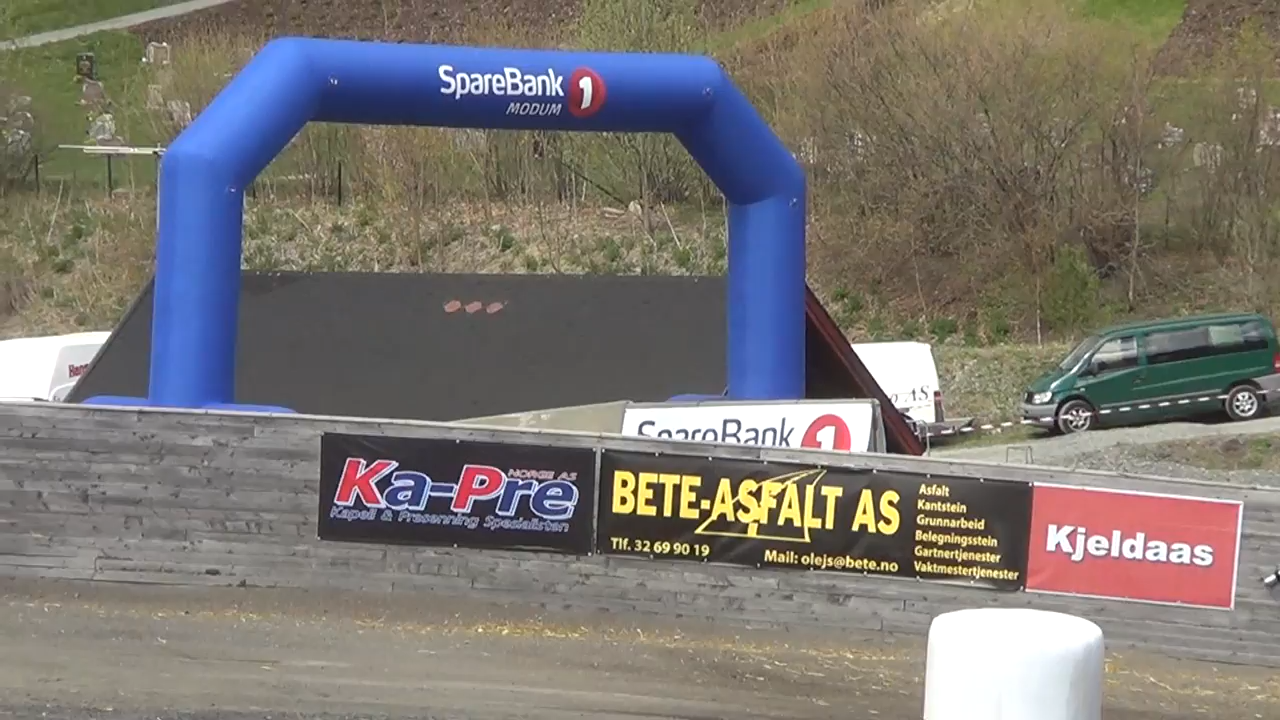 SpareBank 1
MODUM
SpareBank 1
NORGE AS
Ka-Pre
Kapell & Presenning Spesialisten
BETE-ASFALT AS
Tlf. 32 69 90 19
Mail: olejs@bete.no
Asfalt
Kantstein
Grunnarbeid
Belegningsstein
Gartnertjenester
Vaktmestertjenester
Kjeldaas